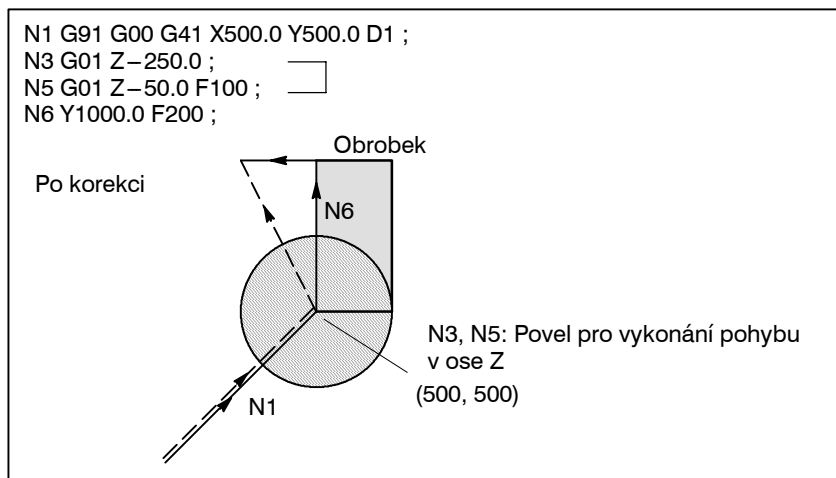 N1 G91 G00 G41 X500.0 Y500.0 D1 ;
N3 G01 Z−250.0 ;
N5 G01 Z−50.0 F100 ;
N6 Y1000.0 F200 ;
Obrobek
Po korekci
N6
N3, N5: Povel pro vykonání pohybu
v ose Z
(500, 500)
N1